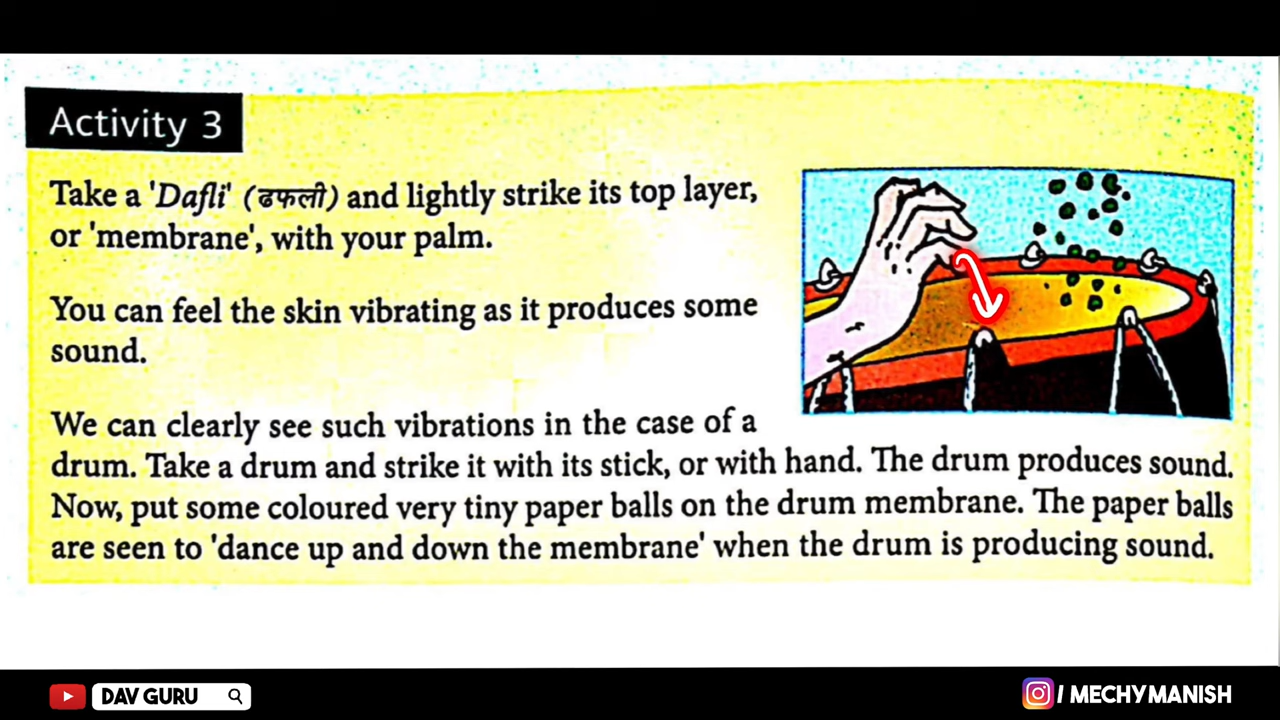 Activity 3
Take a 'Dafli' (ढफली) and lightly strike its top layer,
or 'membrane', with your palm.
You can feel the skin vibrating as it produces some
sound.
We can clearly see such vibrations in the case of a
drum. Take a drum and strike it with its stick, or with hand. The drum produces sound.
Now, put some coloured very tiny paper balls on the drum membrane. The paper balls
are seen to 'dance up and down the membrane' when the drum is producing sound.
DAV GURU
/ MECHYMANISH